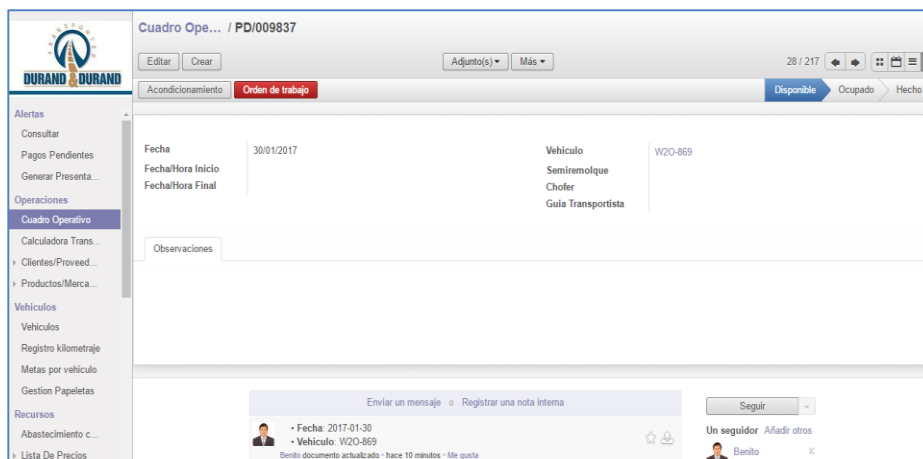 TRANSPORTES
DURAND & DURAND
Cuadro Ope... / PD/009837
Editar Crear Adjunto(s) Más 28 / 217
Acondicionamiento Orden de trabajo Disponible Ocupado Hecho
Alertas
Consultar
Pagos Pendientes
Generar Presenta...
Operaciones
Cuadro Operativo
Calculadora Trans...
Clientes/Proveed...
Productos/Merca...
Vehículos
Vehiculos
Registro kilometraje
Metas por vehículo
Gestion Papeletas
Recursos
Abastecimiento c...
Lista De Precios
Fecha 30/01/2017
Fecha/Hora Inicio
Fecha/Hora Final
Vehiculo W2O-869
Semiremolque
Chofer
Guia Transportista
Observaciones
Enviar un mensaje o Registrar una nota interna
• Fecha: 2017-01-30
• Vehiculo: W2O-869
Benito documento actualizado · hace 10 minutos · Me gusta
Seguir
Un seguidor Añadir otros
Benito X